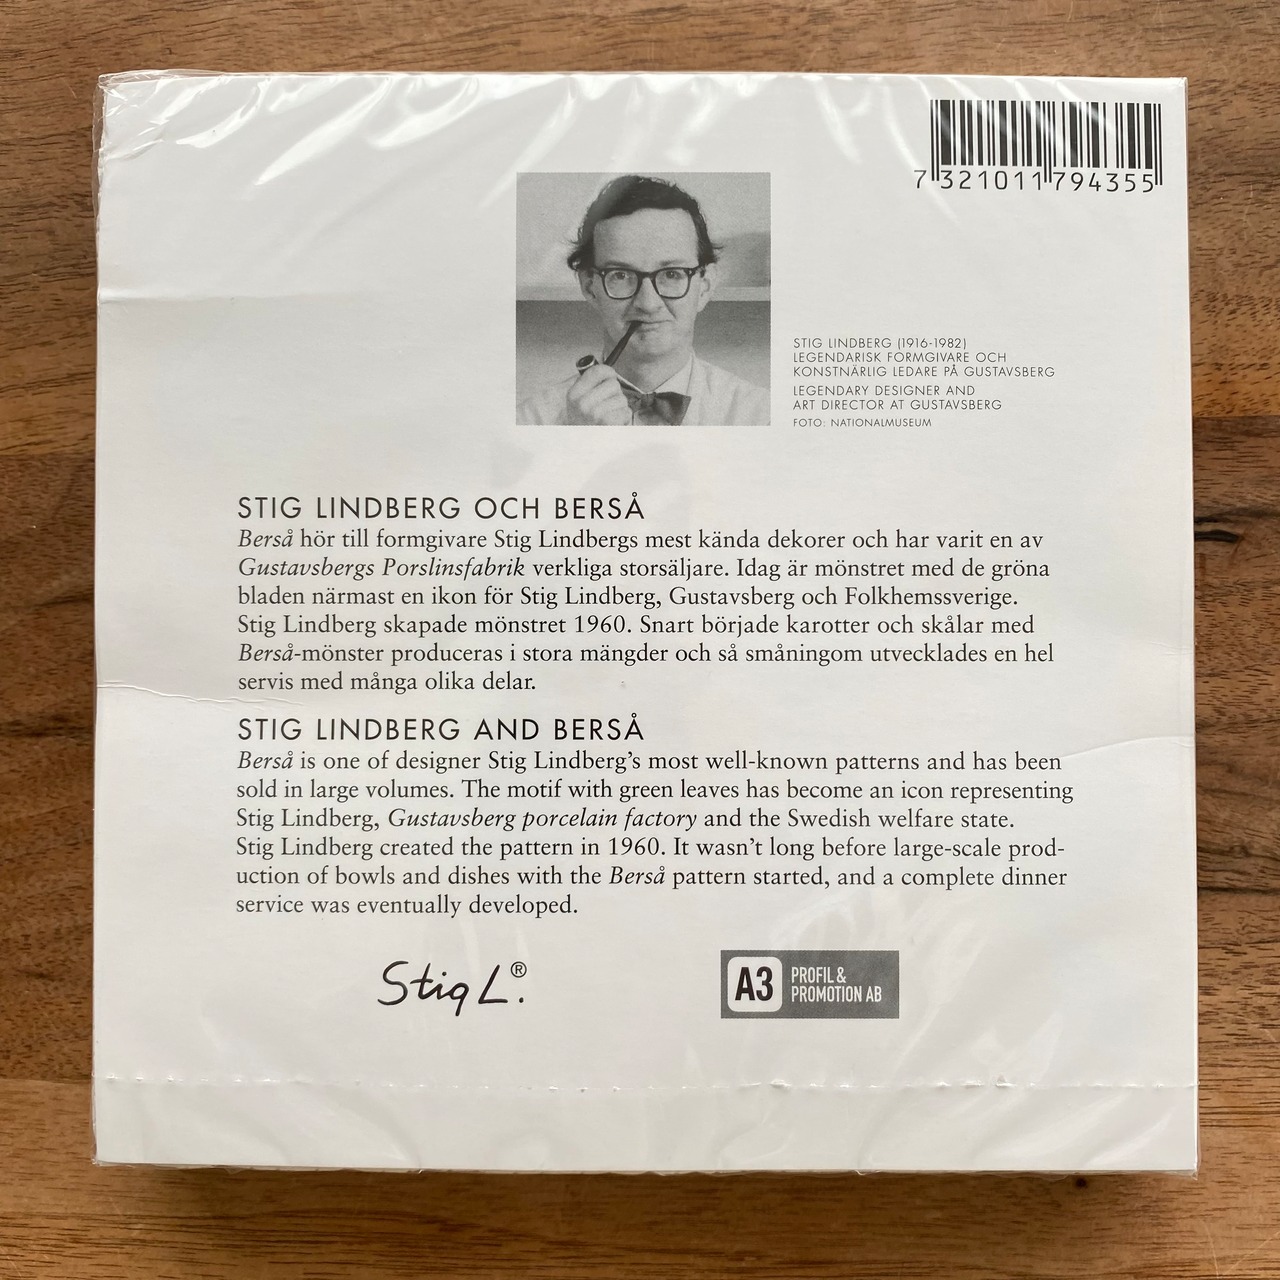 7 321011 794355
STIG LINDBERG (1916-1982)
LEGENDARISK FORMGIVARE OCH
KONSTNÄRLIG LEDARE PÅ GUSTAVSBERG
LEGENDARY DESIGNER AND
ART DIRECTOR AT GUSTAVSBERG
FOTO: NATIONALMUSEUM
STIG LINDBERG OCH BERSÅ
Berså hör till formgivare Stig Lindbergs mest kända dekorer och har varit en av
Gustavsbergs Porslinsfabrik verkliga storsäljare. Idag är mönstret med de gröna
bladen närmast en ikon för Stig Lindberg, Gustavsberg och Folkhemssverige.
Stig Lindberg skapade mönstret 1960. Snart började karotter och skålar med
Berså-mönster produceras i stora mängder och så småningom utvecklades en hel
servis med många olika delar.
STIG LINDBERG AND BERSÅ
Berså is one of designer Stig Lindberg’s most well-known patterns and has been
sold in large volumes. The motif with green leaves has become an icon representing
Stig Lindberg, Gustavsberg porcelain factory and the Swedish welfare state.
Stig Lindberg created the pattern in 1960. It wasn’t long before large-scale prod-
uction of bowls and dishes with the Berså pattern started, and a complete dinner
service was eventually developed.
Stig L.®
A3 PROFIL &
PROMOTION AB